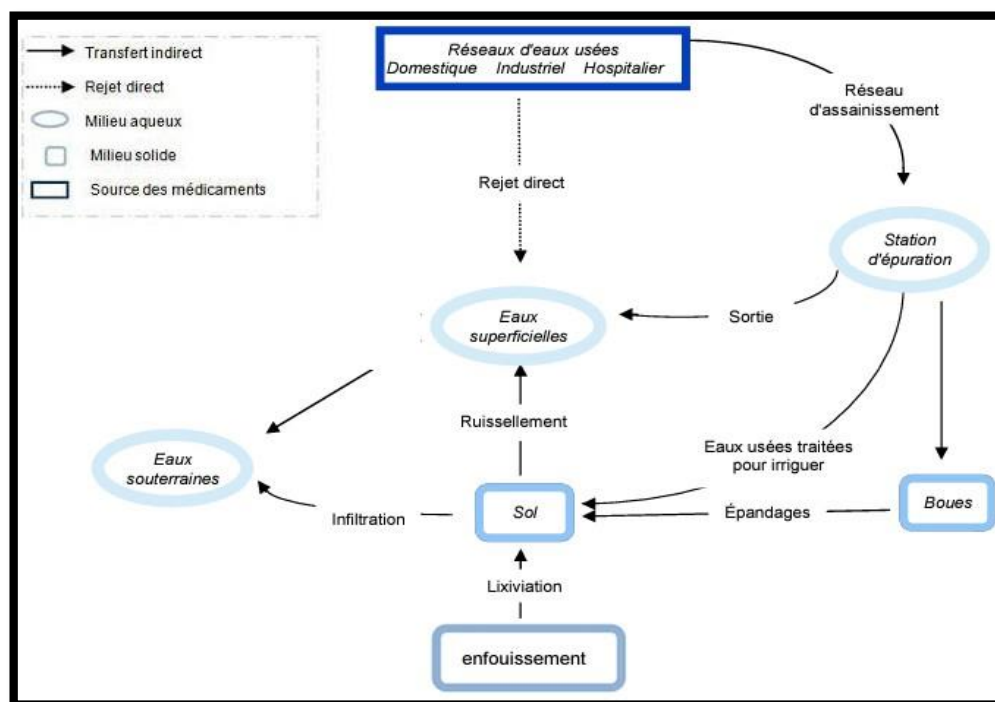 Transfert indirect
Rejet direct
Milieu aqueux
Milieu solide
Source des médicaments
Réseaux d'eaux usées
Domestique Industriel Hospitalier
Réseau
d'assainissement
Rejet direct
Station
d'épuration
Eaux
superficielles
Sortie
Ruissellement
Eaux usées traitées
pour irriguer
Eaux
souterraines
Infiltration
Sol
Épandages
Boues
Lixiviation
enfouissement